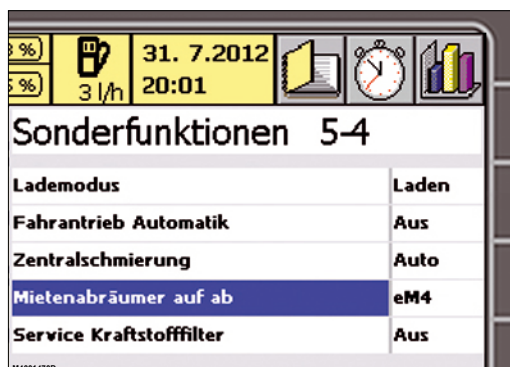 %)
31. 7.2012
%)
3 l/h
20:01
Sonderfunktionen 5-4
Lademodus Laden
Fahrantrieb Automatik Aus
Zentralschmierung Auto
Mietenabräumer auf ab eM4
Service Kraftstofffilter Aus